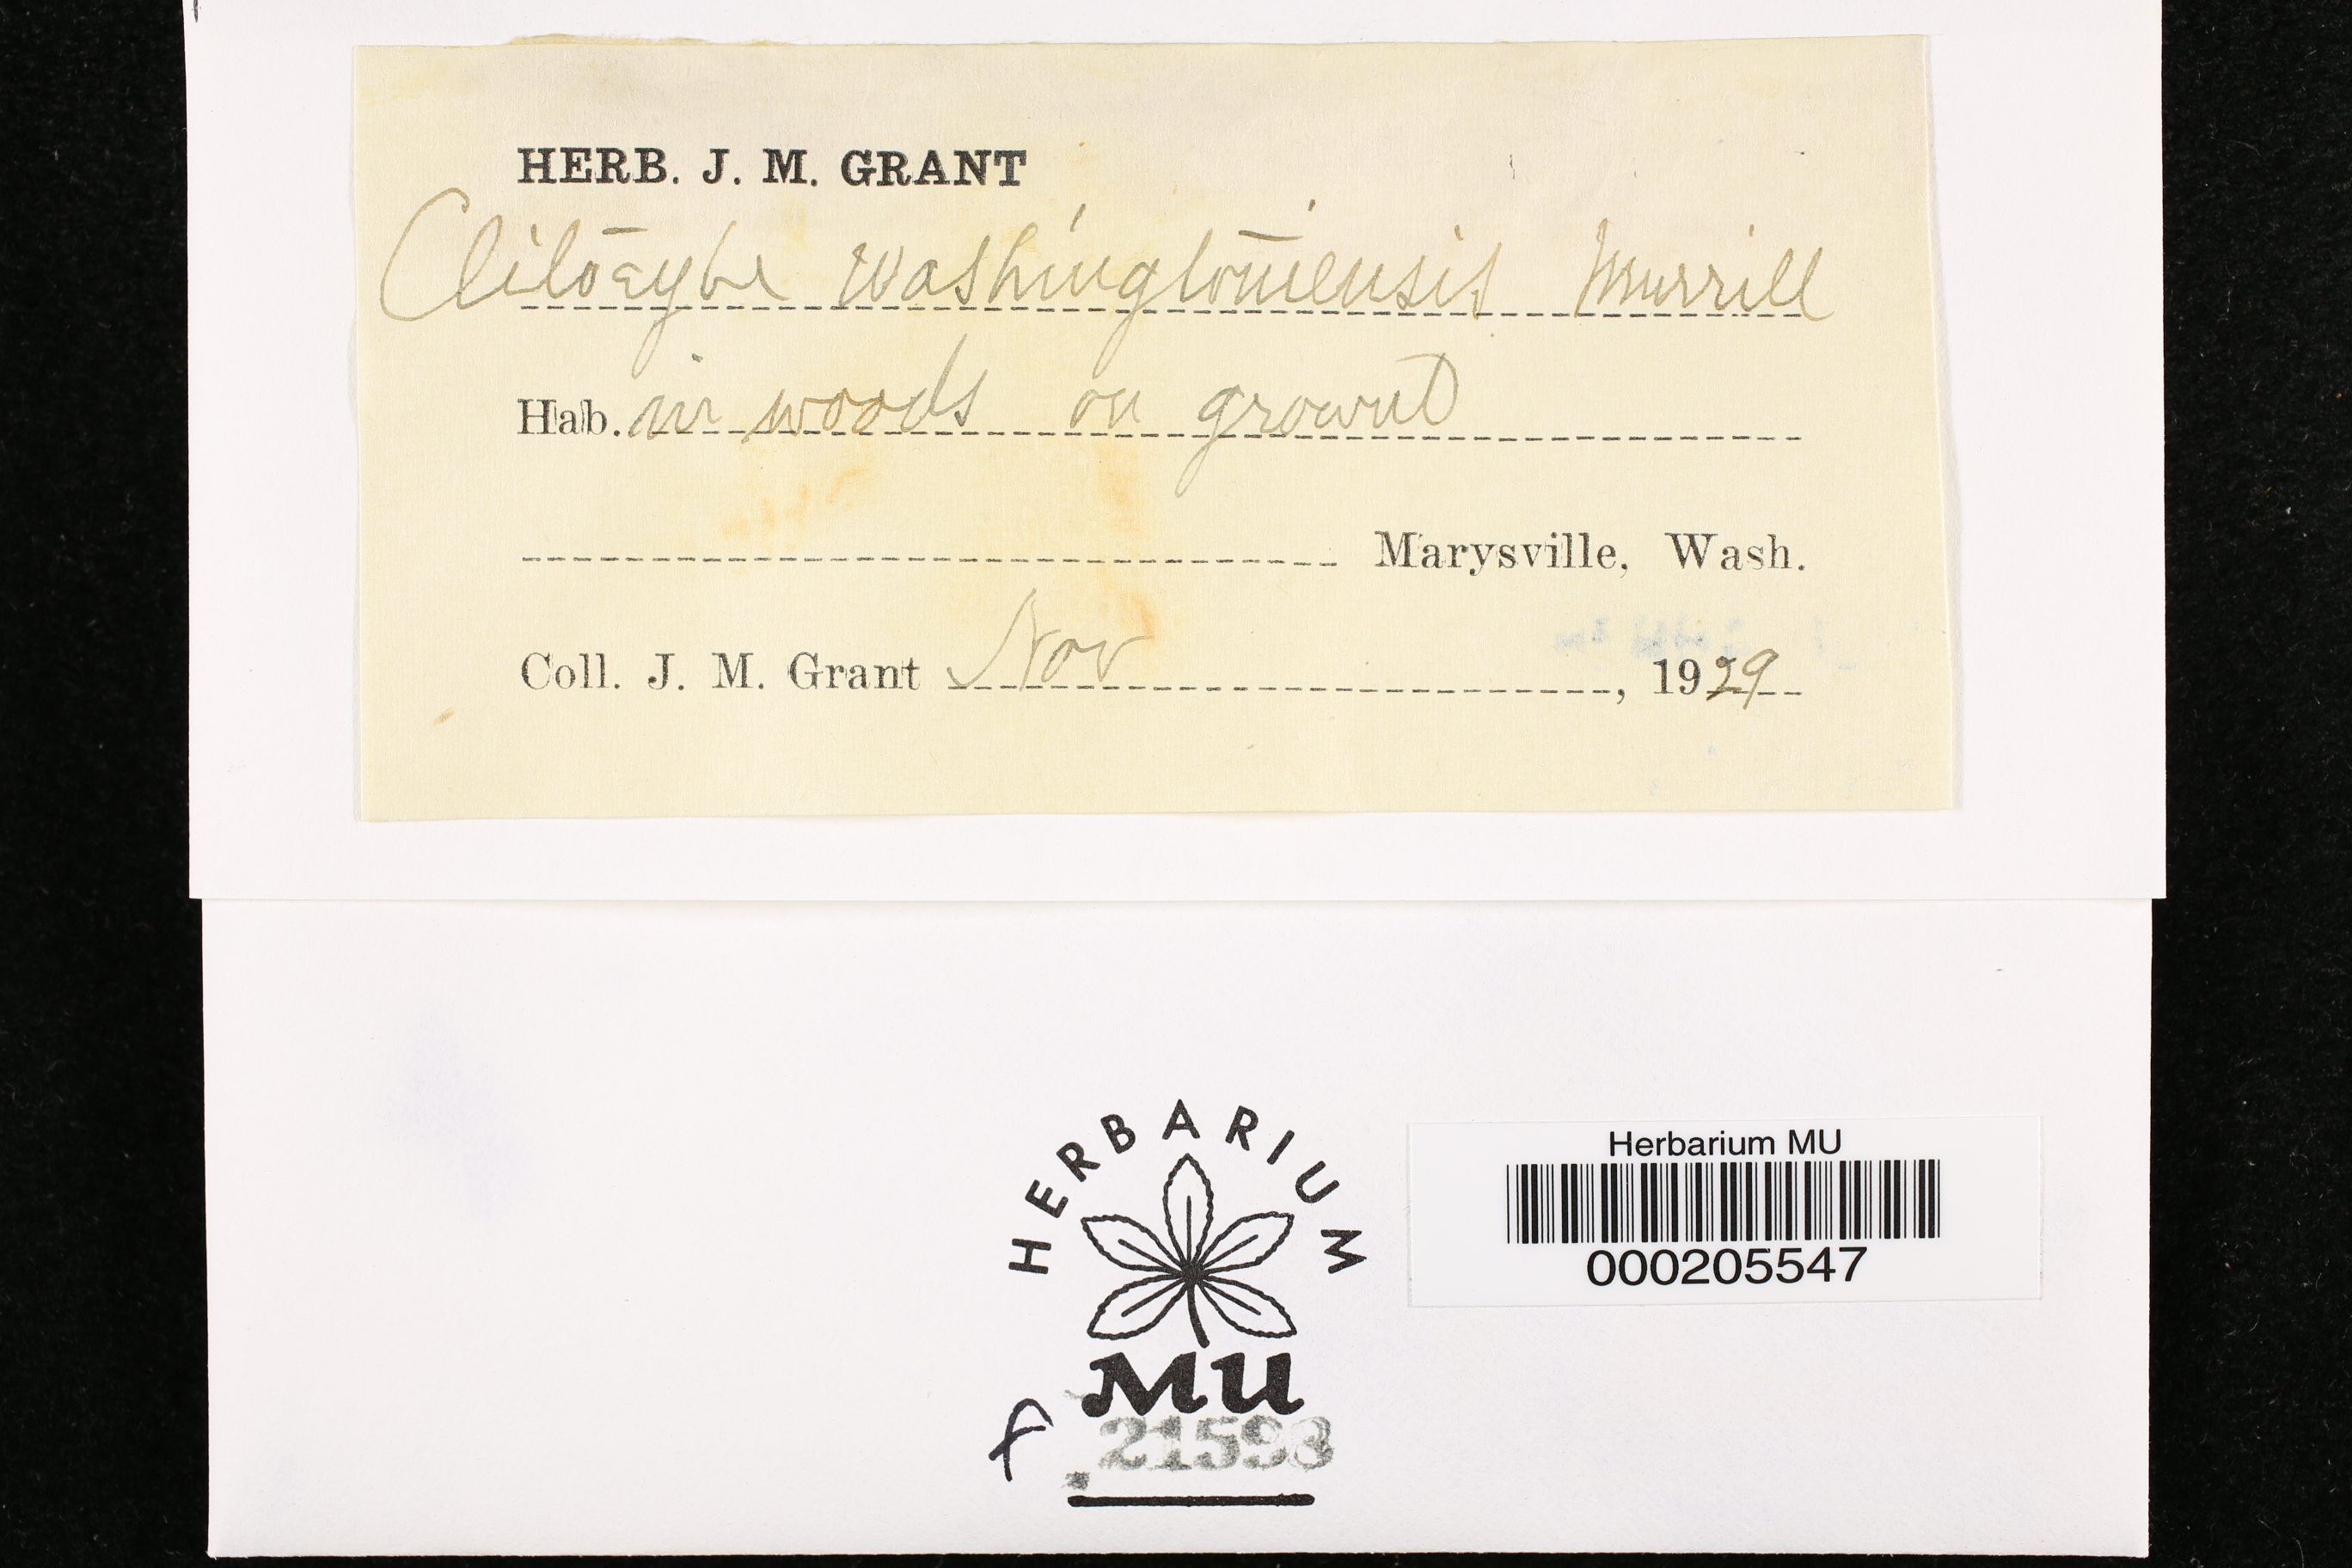 HERB. J. M. GRANT
Clitocybe washingtoniensis Murrill
Hab. in woods on ground
Marysville, Wash.
Coll. J. M. Grant Nov , 1929
HERBARIUM
MU
f 21593
Herbarium MU
000205547